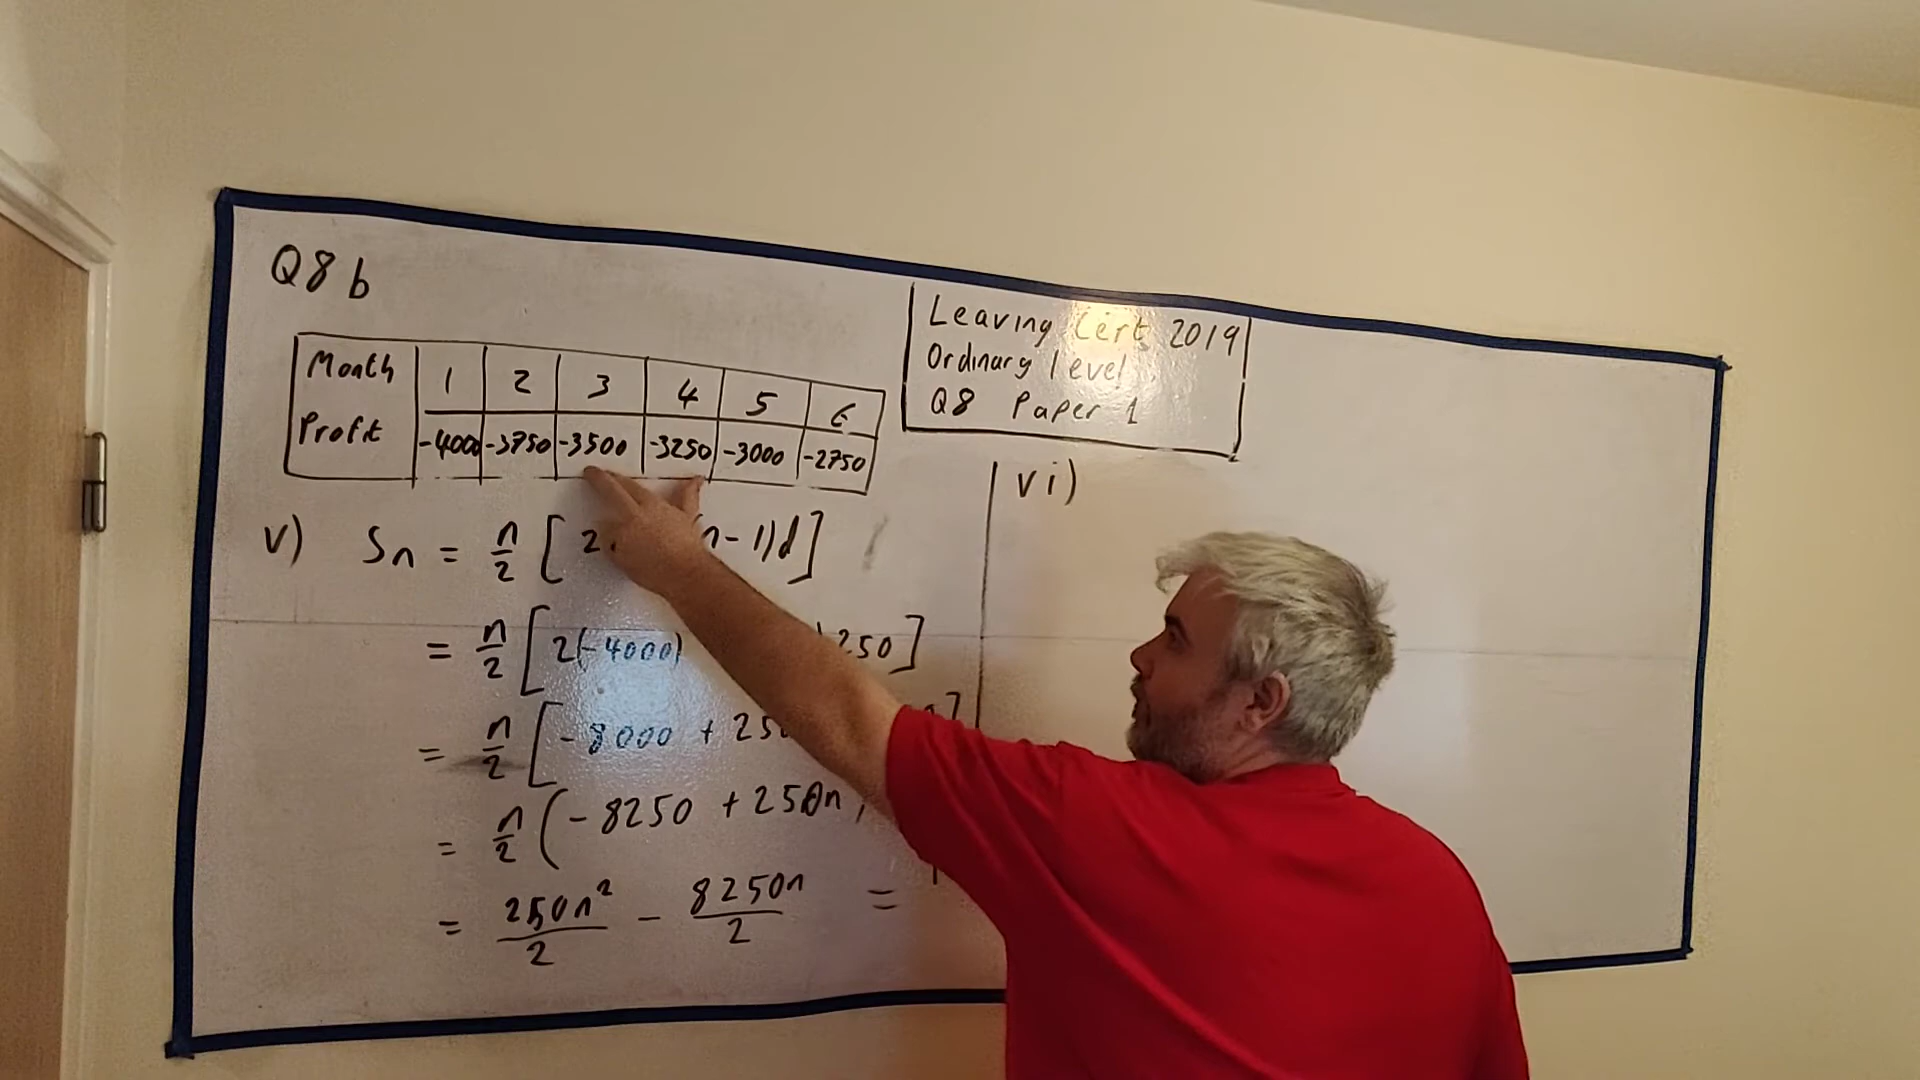 Q8 b
Leaving Cert 2019
Ordinary level
Q8 Paper 1
Month 1 2 3 4 5 6
Profit -4000 -3750 -3500 -3250 -3000 -2750
v) Sn = n/2 [2 n - 1)d]
= n/2 [2(-4000) 250]
= n/2 [-8000 + 25
= n/2 (-8250 + 250n
= 250n²/2 - 8250n/2 =
vi)